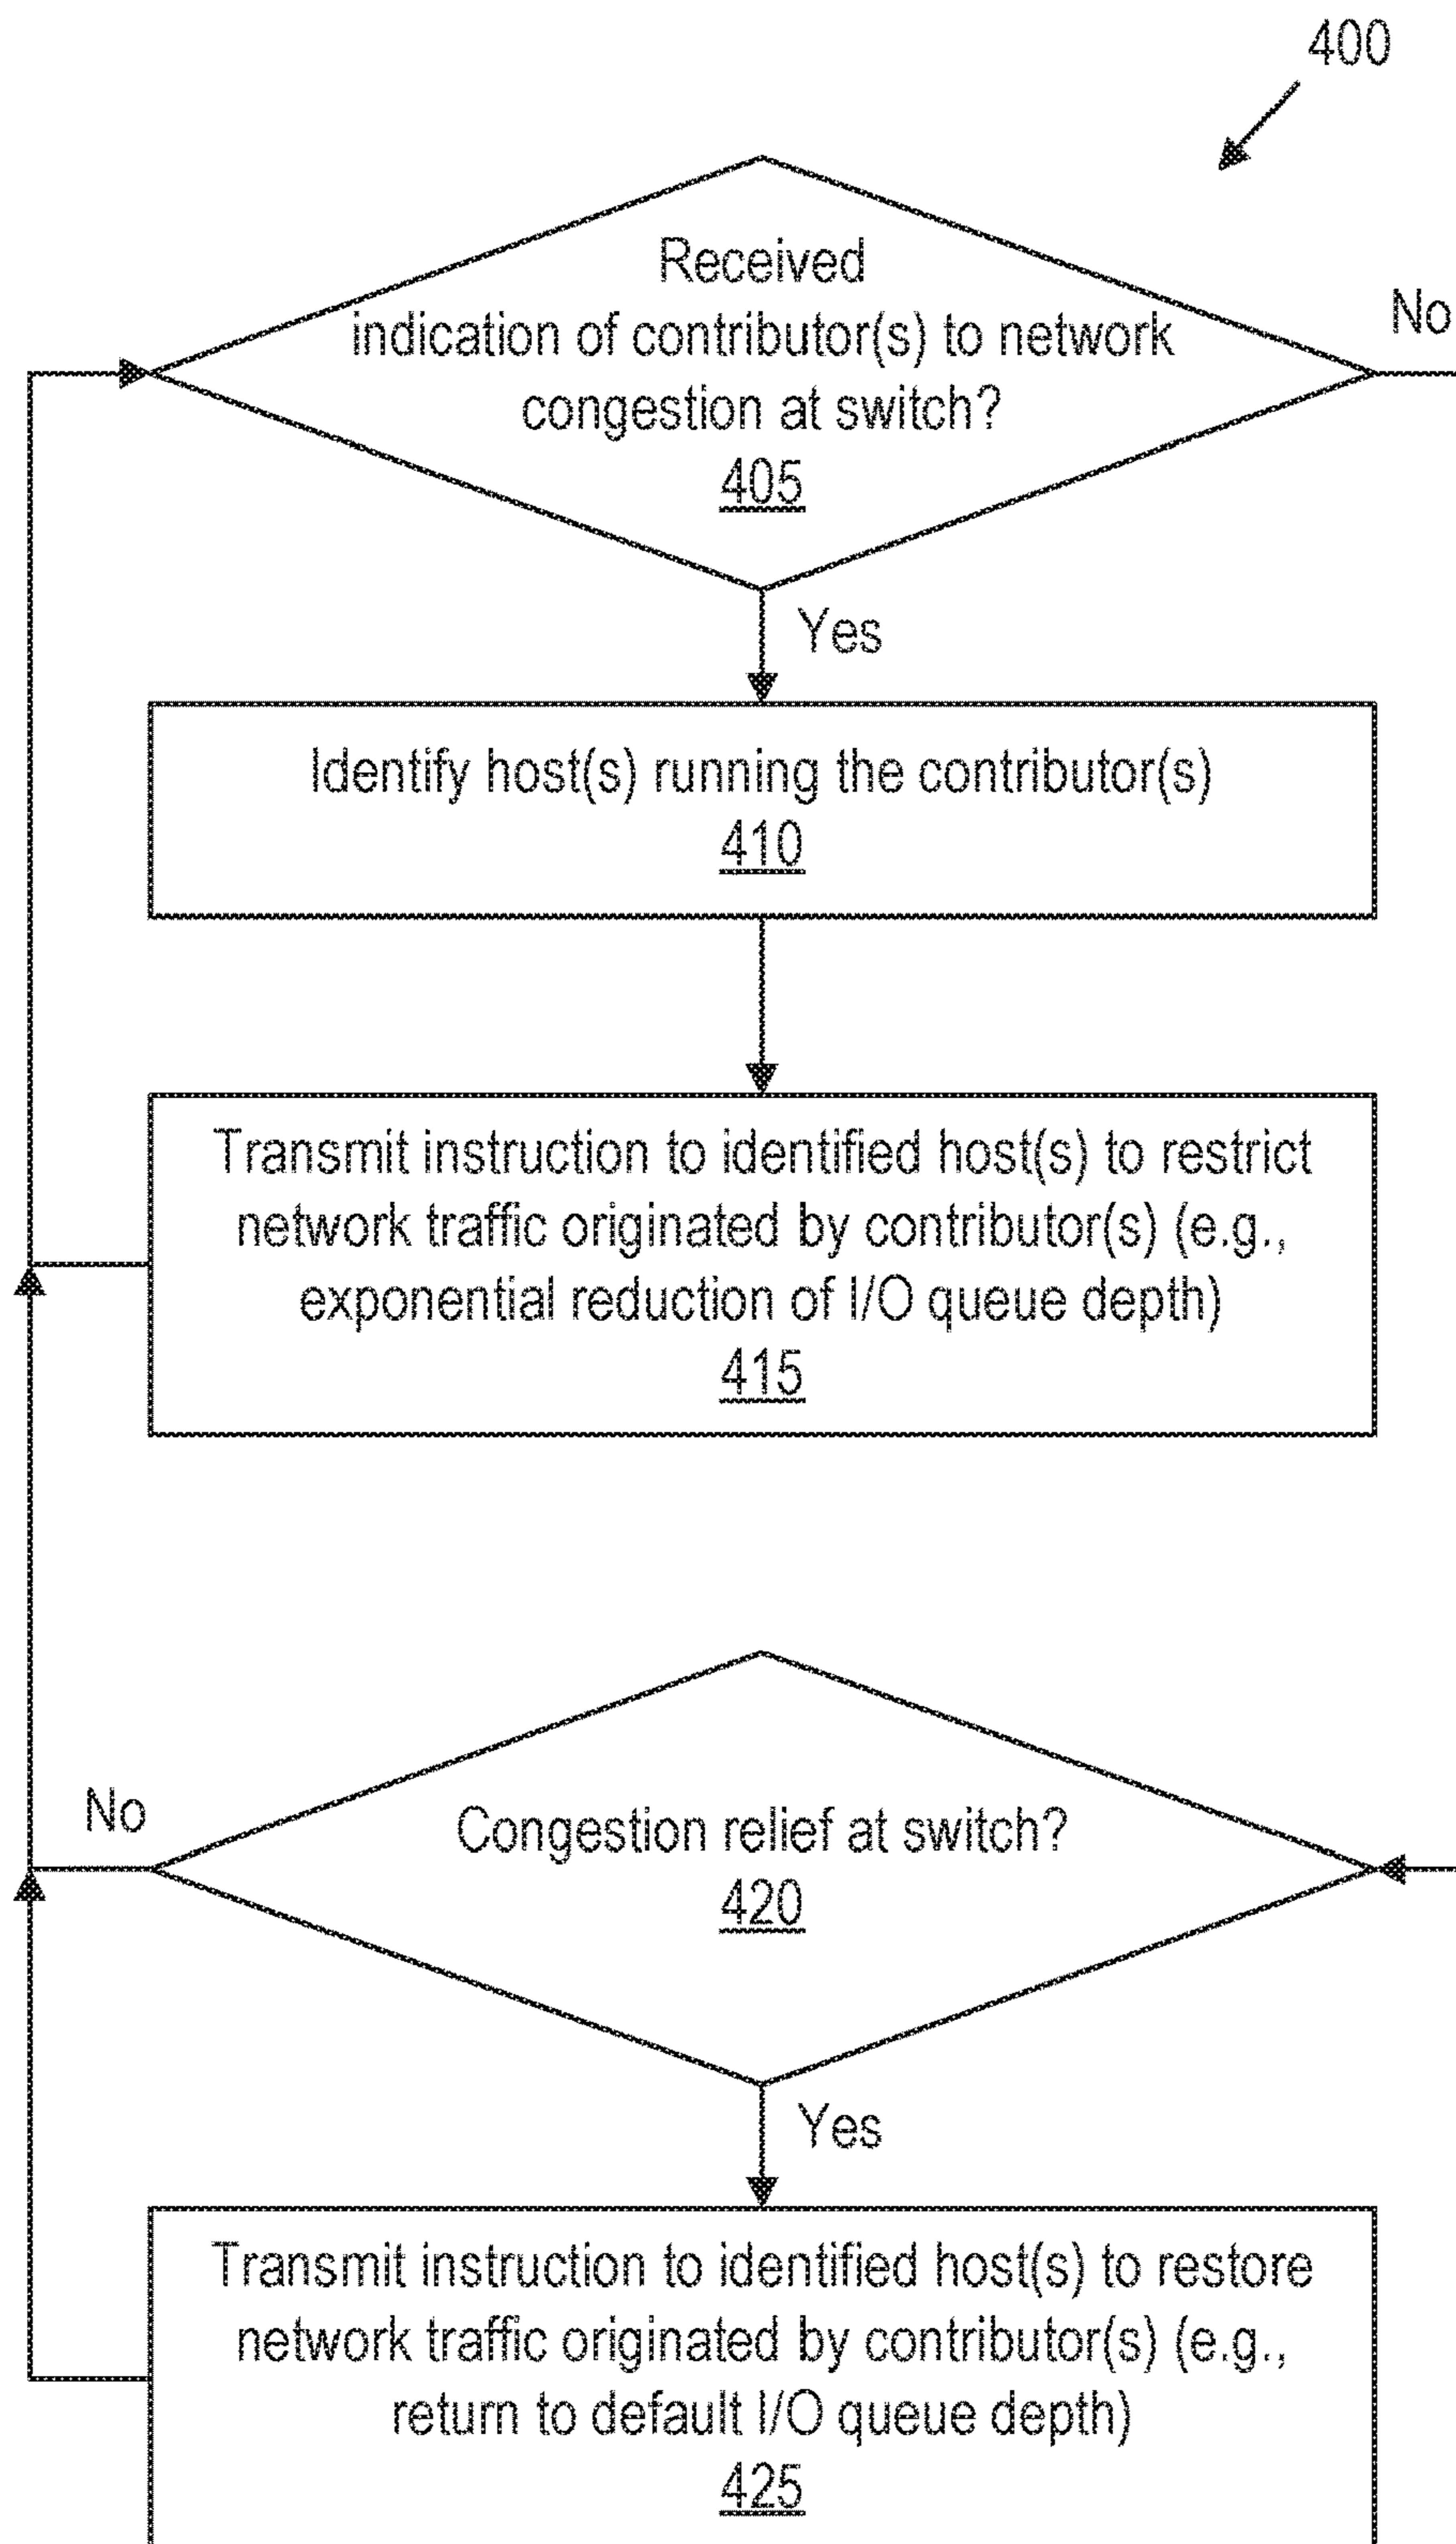 400
Received
indication of contributor(s) to network
congestion at switch?
405
No
Yes
Identify host(s) running the contributor(s)
410
Transmit instruction to identified host(s) to restrict
network traffic originated by contributor(s) (e.g.,
exponential reduction of I/O queue depth)
415
No
Congestion relief at switch?
420
Yes
Transmit instruction to identified host(s) to restore
network traffic originated by contributor(s) (e.g.,
return to default I/O queue depth)
425